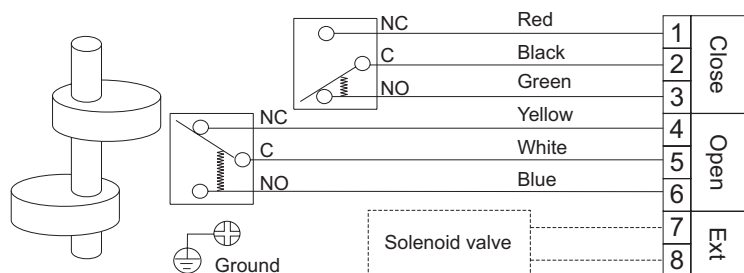 NC Red 1
C Black 2
NO Green 3
Close
NC Yellow 4
C White 5
NO Blue 6
Open
Solenoid valve 7
8
Ext
Ground